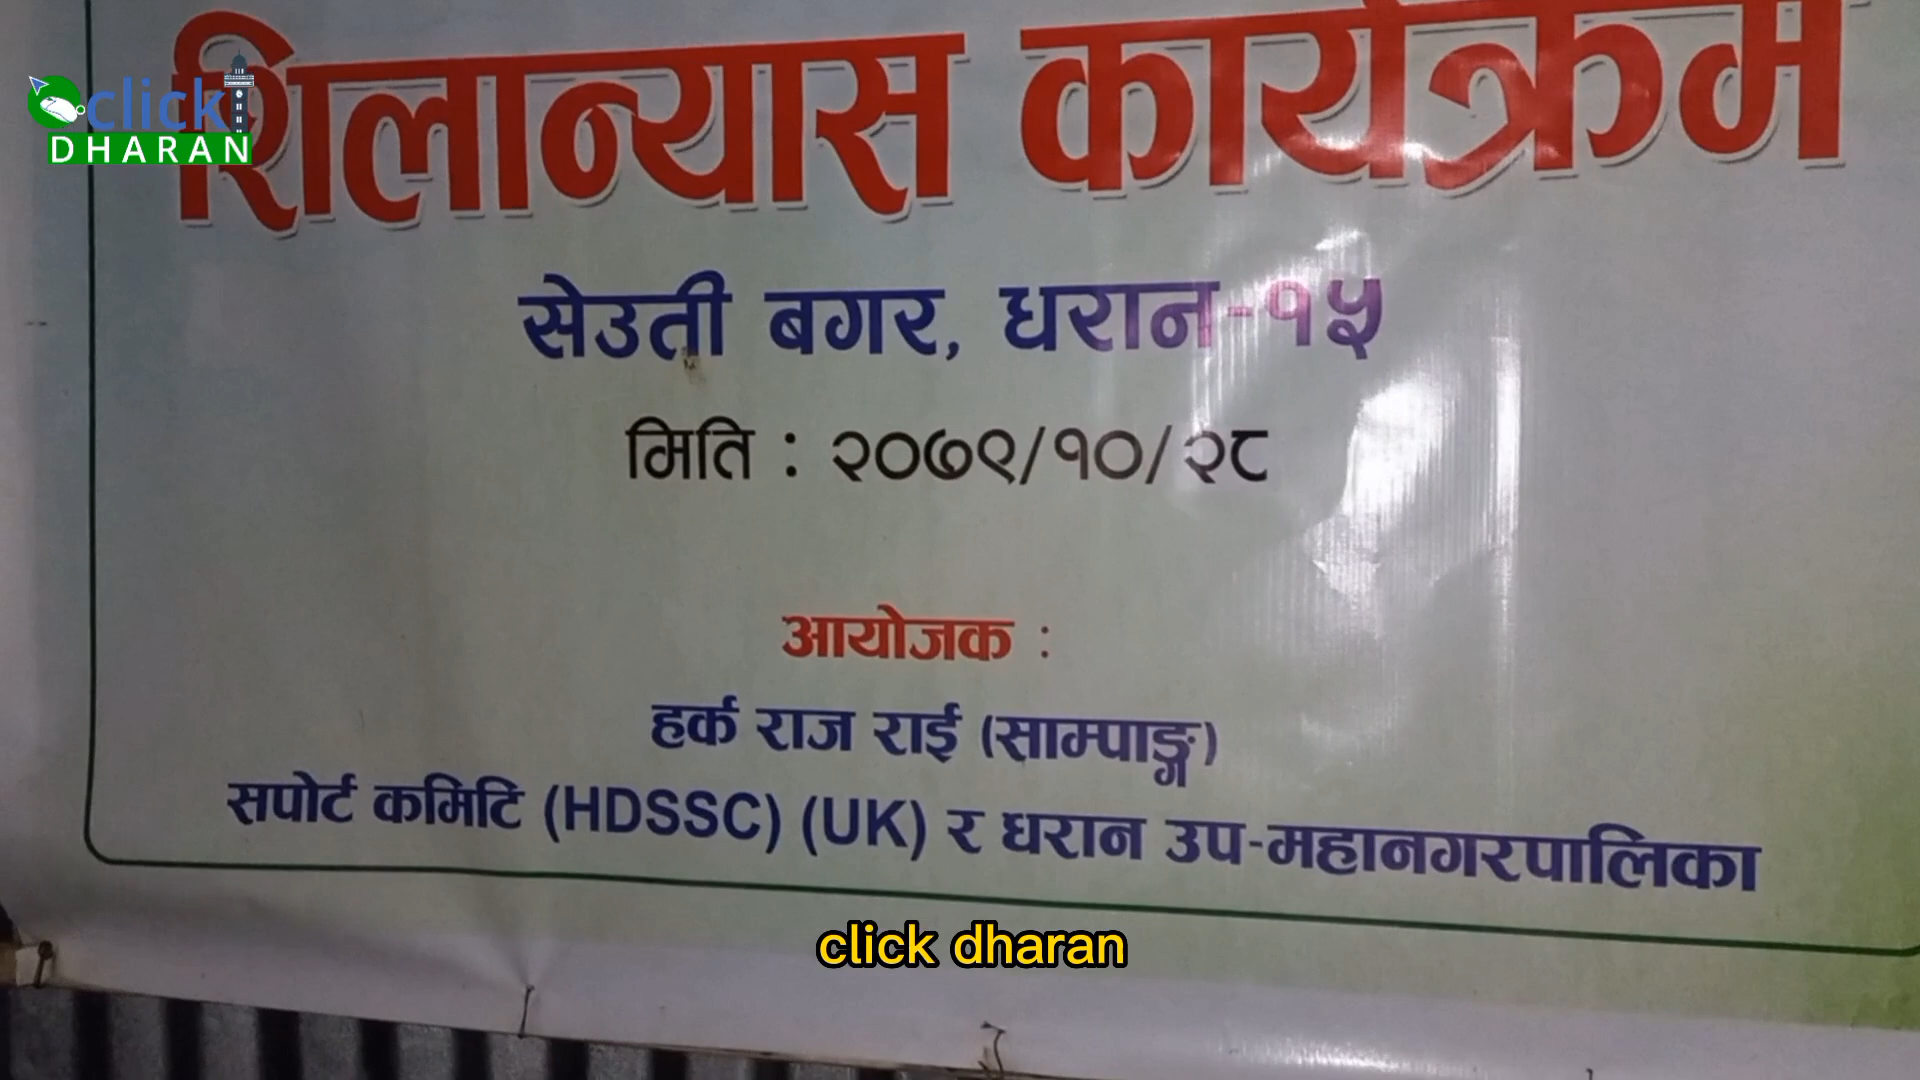 click
DHARAN
शिलान्यास कार्यक्रम
सेउती बगर, धरान-१५
मिति : २०७९/१०/२८
आयोजक :
हर्क राज राई (साम्पाङ्ग)
सपोर्ट कमिटि (HDSSC) (UK) र धरान उप-महानगरपालिका
click dharan